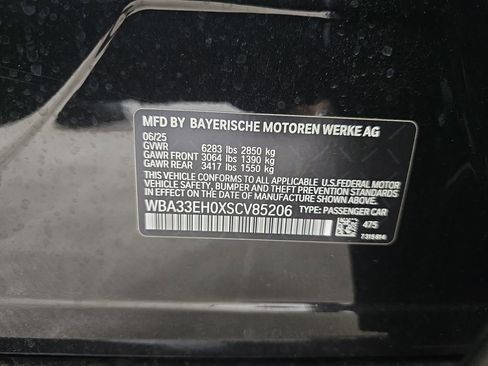 MFD BY BAYERISCHE MOTOREN WERKE AG
06/25
GVWR 6283 lbs 2850 kg
GAWR FRONT 3064 lbs 1390 kg
GAWR REAR 3417 lbs 1550 kg
THIS VEHICLE CONFORMS TO ALL APPLICABLE U.S. FEDERAL MOTOR
VEHICLE SAFETY, BUMPER, AND THEFT PREVENTION STANDARDS
IN EFFECT ON THE DATE OF MANUFACTURE SHOWN ABOVE.
WBA33EH0XSCV85206 TYPE: PASSENGER CAR
475